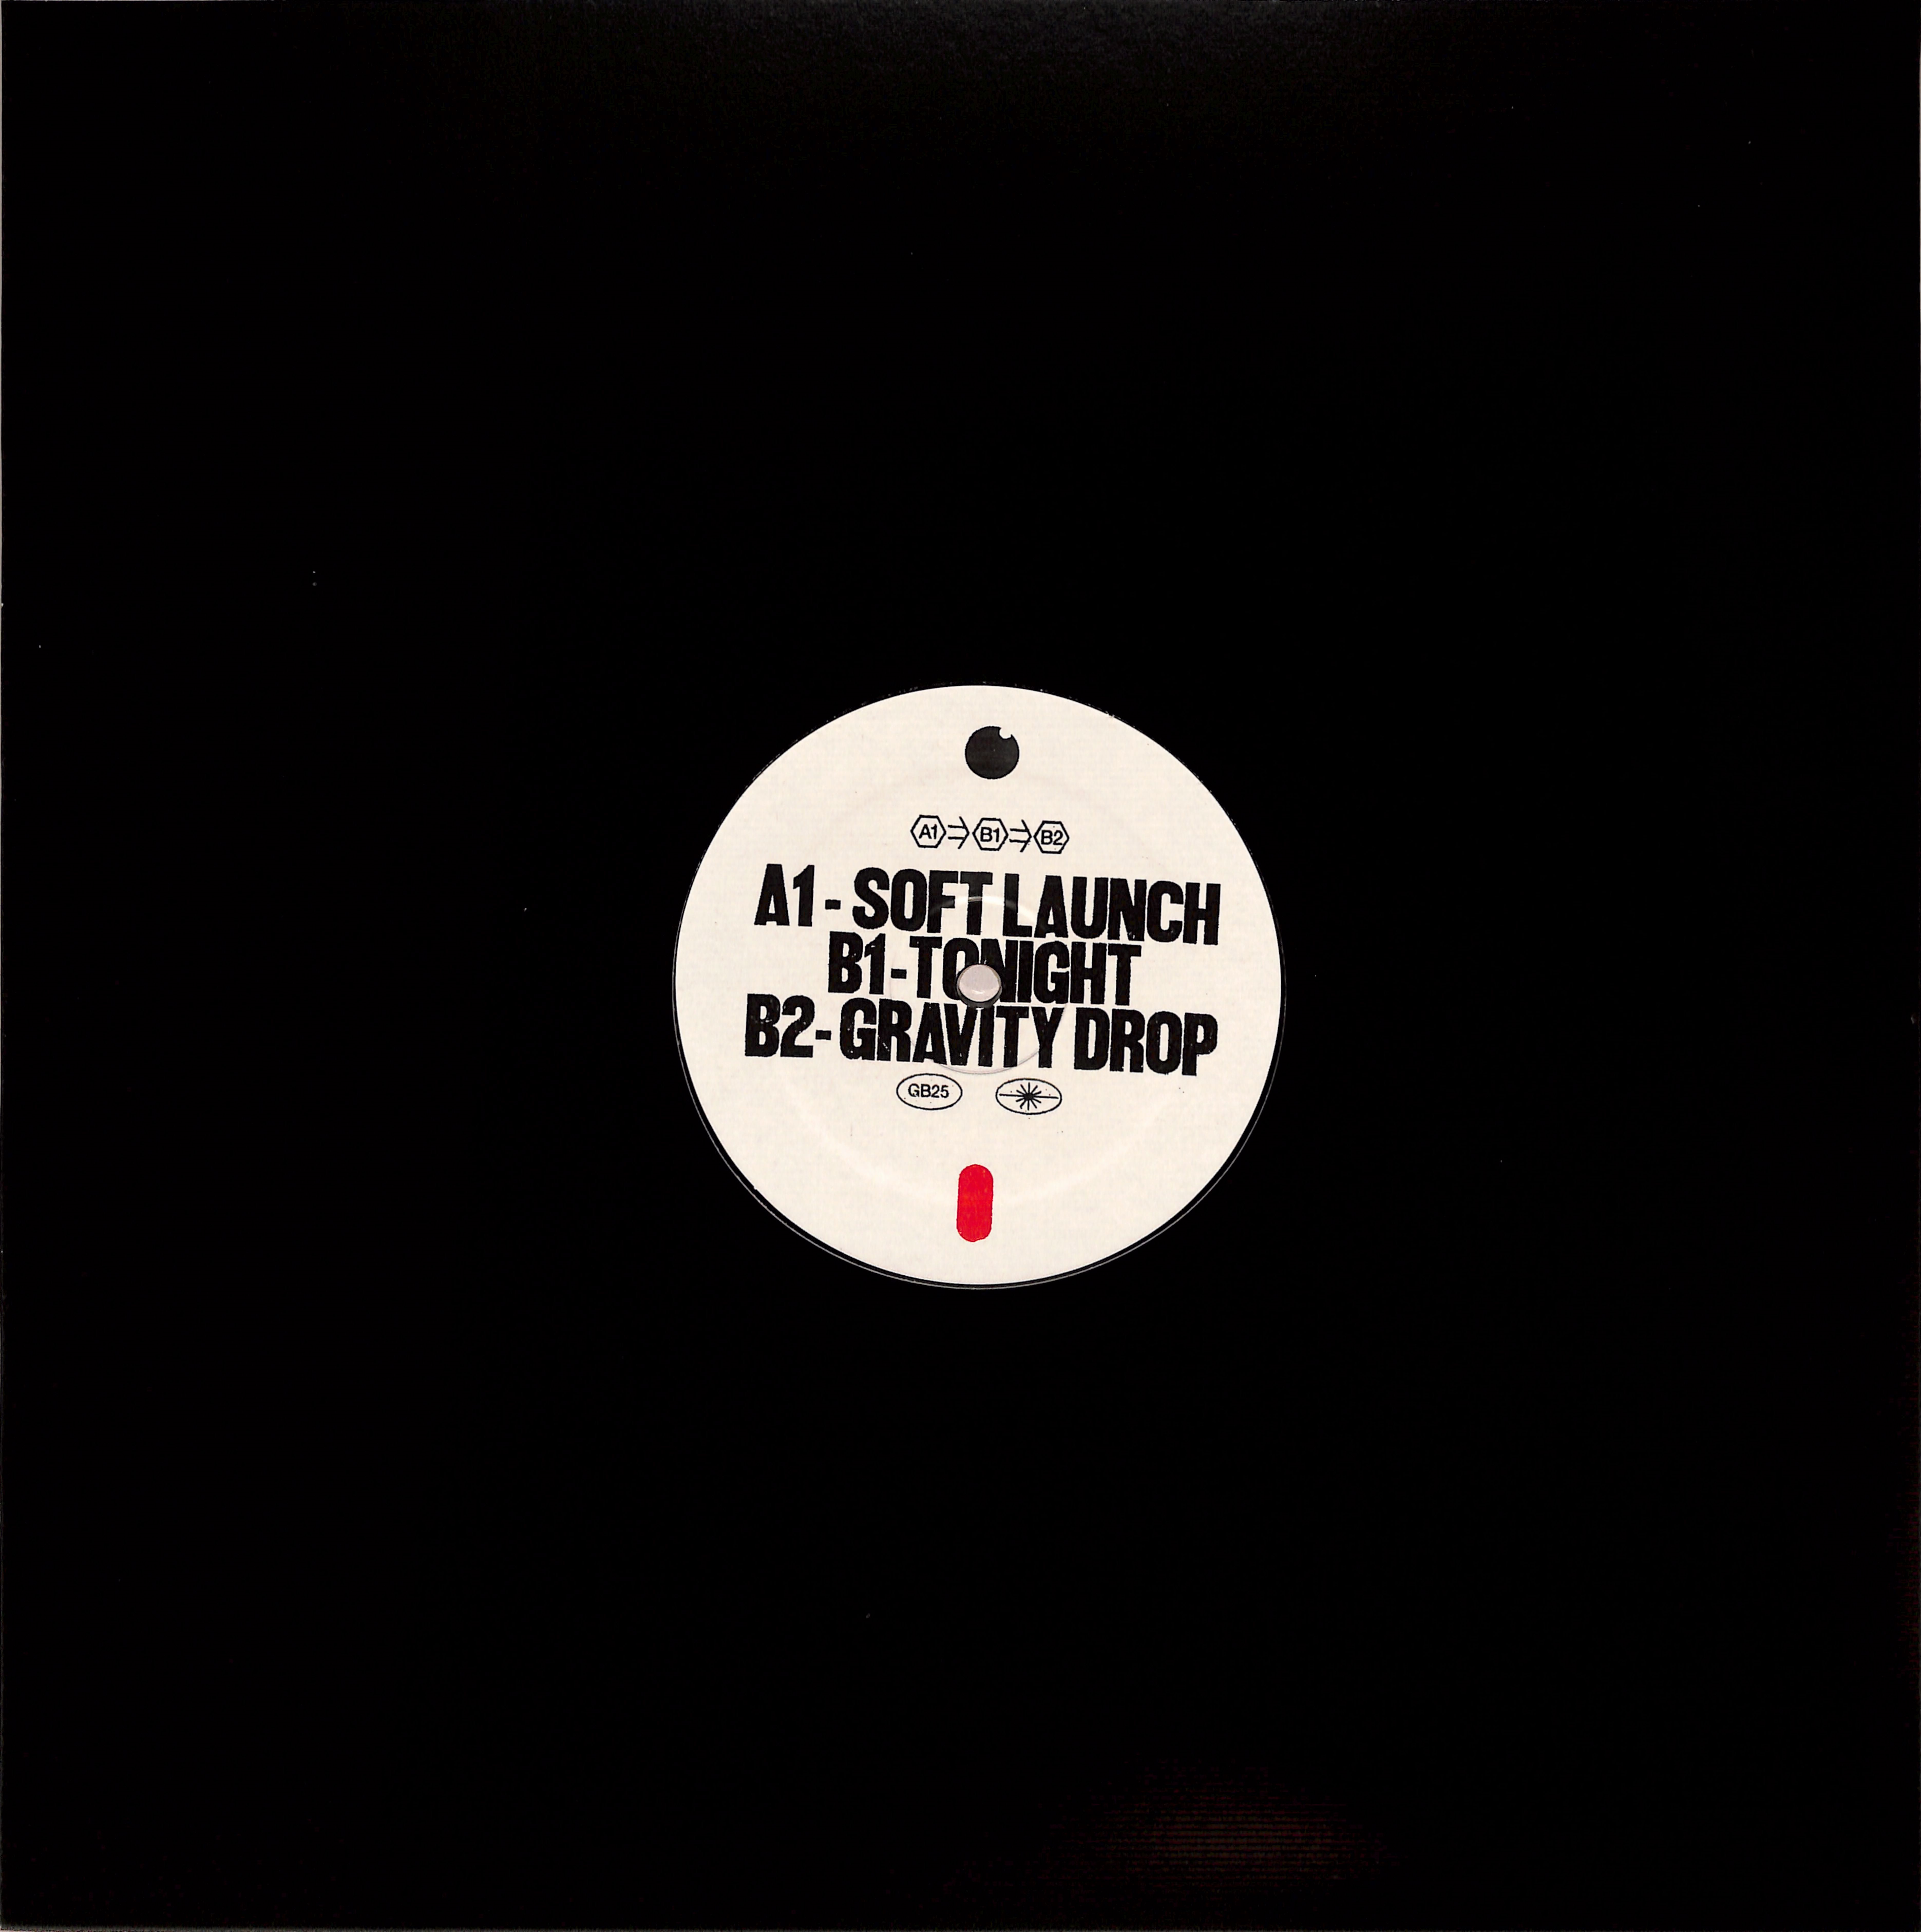 A1 B1 B2
A1 - SOFT LAUNCH
B1 - TONIGHT
B2 - GRAVITY DROP
GB25